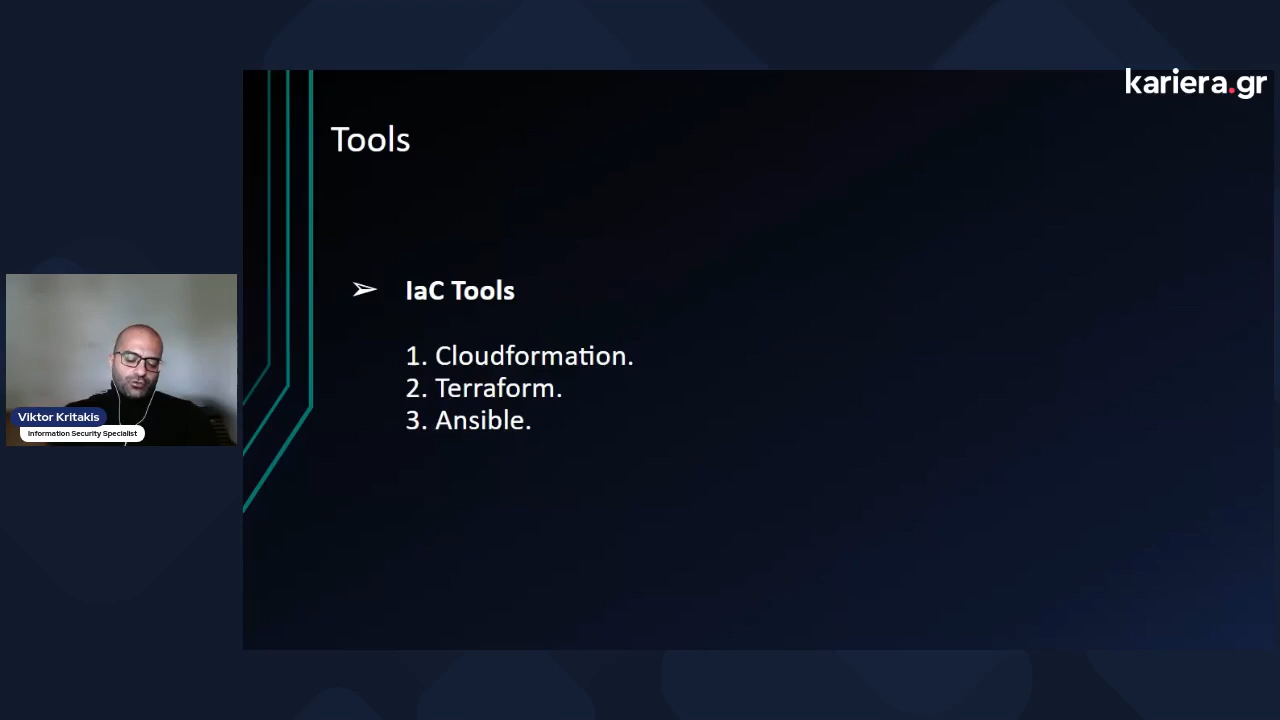 kariera.gr
Tools
➢ IaC Tools
1. Cloudformation.
2. Terraform.
3. Ansible.
Viktor Kritakis
Information Security Specialist